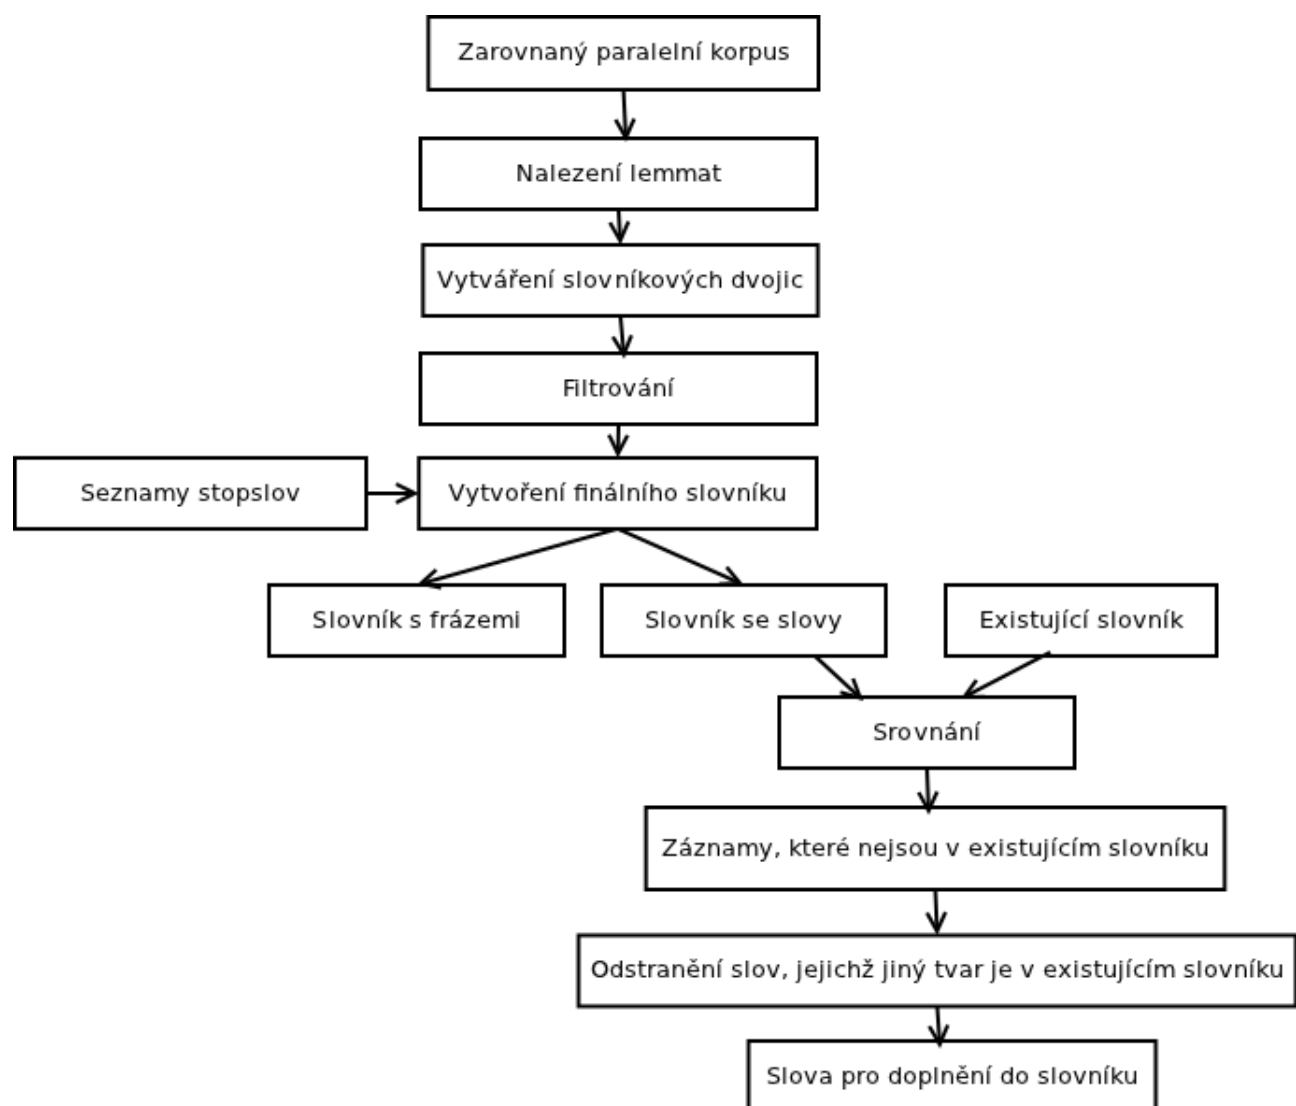 Zarovnaný paralelní korpus
Nalezení lemmat
Vytváření slovníkových dvojic
Filtrování
Seznamy stopslov
Vytvoření finálního slovníku
Slovník s frázemi
Slovník se slovy
Existující slovník
Srovnání
Záznamy, které nejsou v existujícím slovníku
Odstranění slov, jejichž jiný tvar je v existujícím slovníku
Slova pro doplnění do slovníku